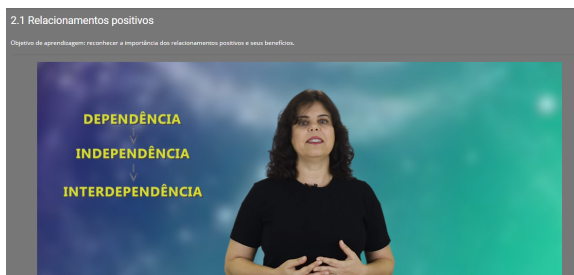 2.1 Relacionamentos positivos
Objetivo de aprendizagem: reconhecer a importância dos relacionamentos positivos e seus benefícios.
DEPENDÊNCIA
INDEPENDÊNCIA
INTERDEPENDÊNCIA